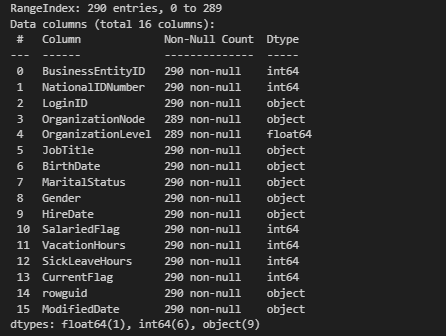 RangeIndex: 290 entries, 0 to 289
Data columns (total 16 columns):
 #   Column             Non-Null Count  Dtype
---  ------             --------------  -----
 0   BusinessEntityID   290 non-null    int64
 1   NationalIDNumber   290 non-null    int64
 2   LoginID            290 non-null    object
 3   OrganizationNode   289 non-null    object
 4   OrganizationLevel  289 non-null    float64
 5   JobTitle           290 non-null    object
 6   BirthDate          290 non-null    object
 7   MaritalStatus      290 non-null    object
 8   Gender             290 non-null    object
 9   HireDate           290 non-null    object
 10  SalariedFlag       290 non-null    int64
 11  VacationHours      290 non-null    int64
 12  SickLeaveHours     290 non-null    int64
 13  CurrentFlag        290 non-null    int64
 14  rowguid            290 non-null    object
 15  ModifiedDate       290 non-null    object
dtypes: float64(1), int64(6), object(9)